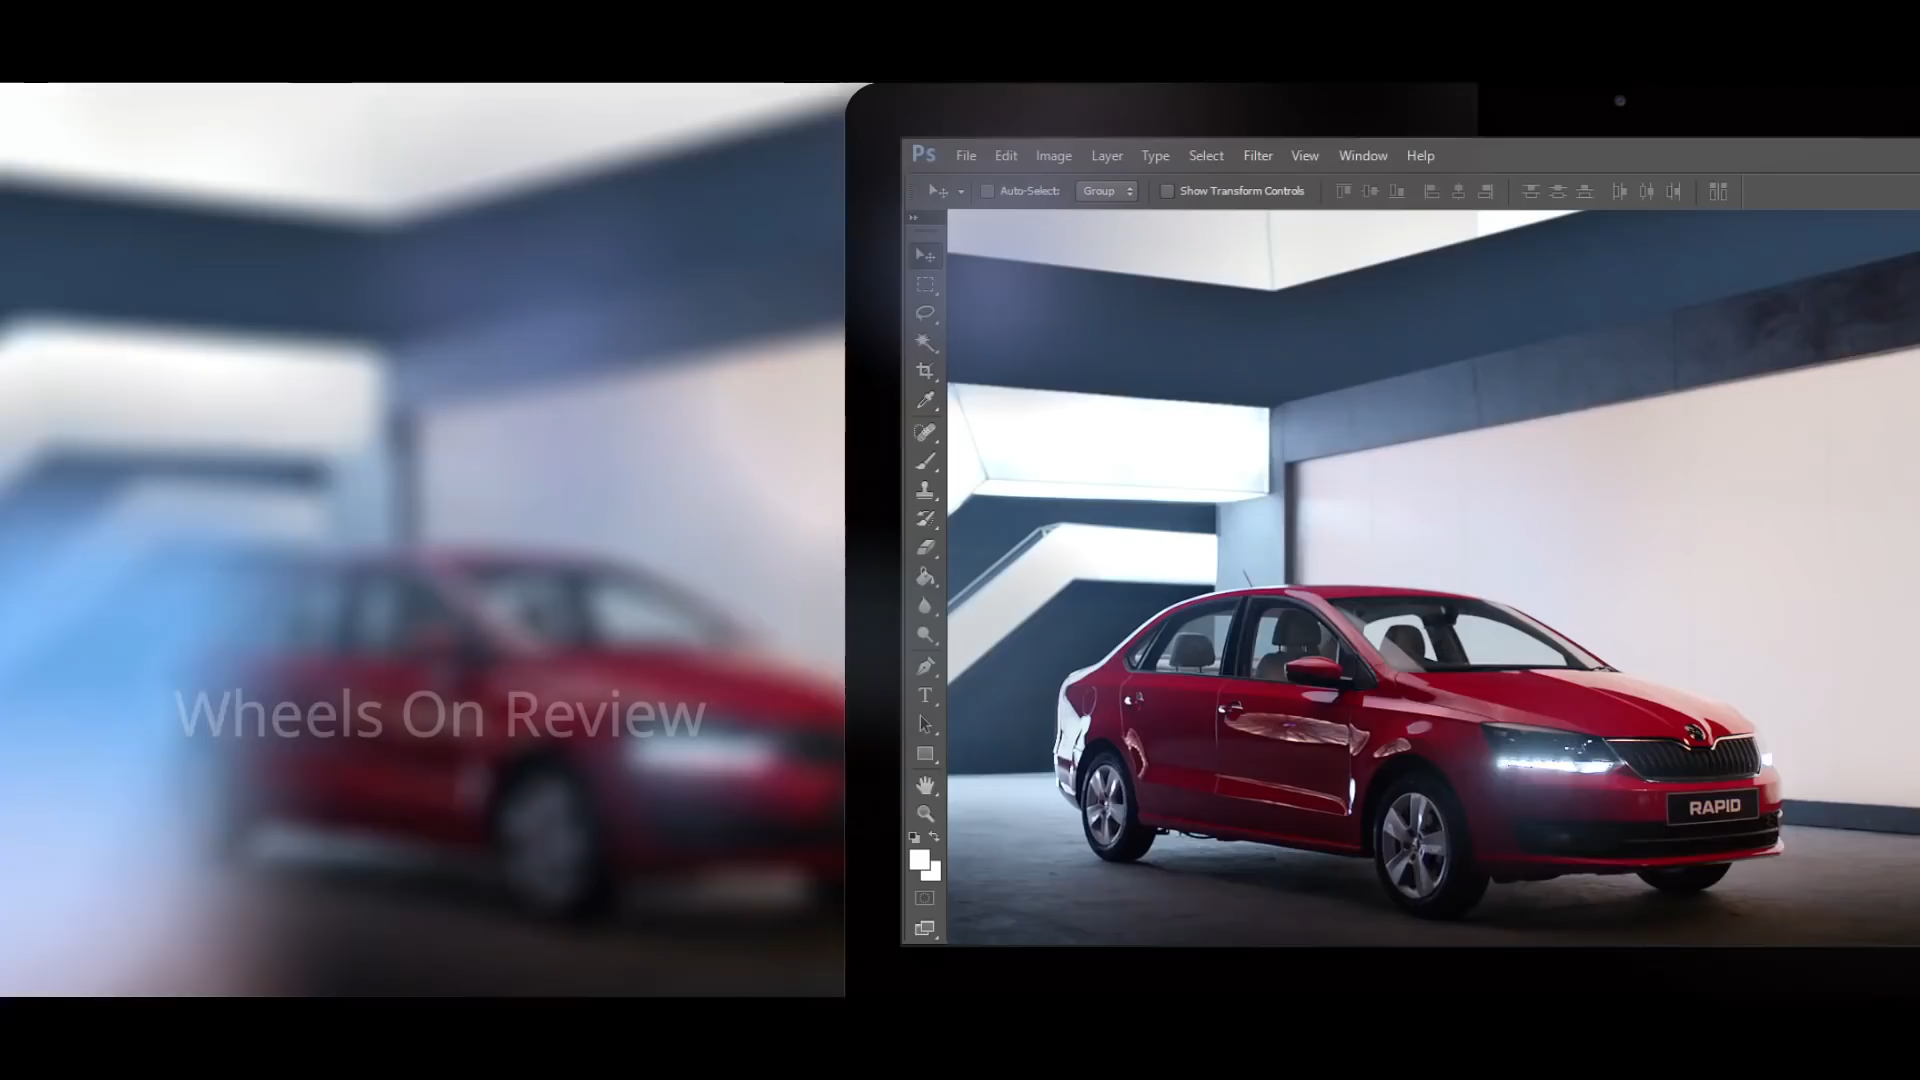 Ps File Edit Image Layer Type Select Filter View Window Help
Auto-Select: Group Show Transform Controls
T
Wheels On Review
RAPID